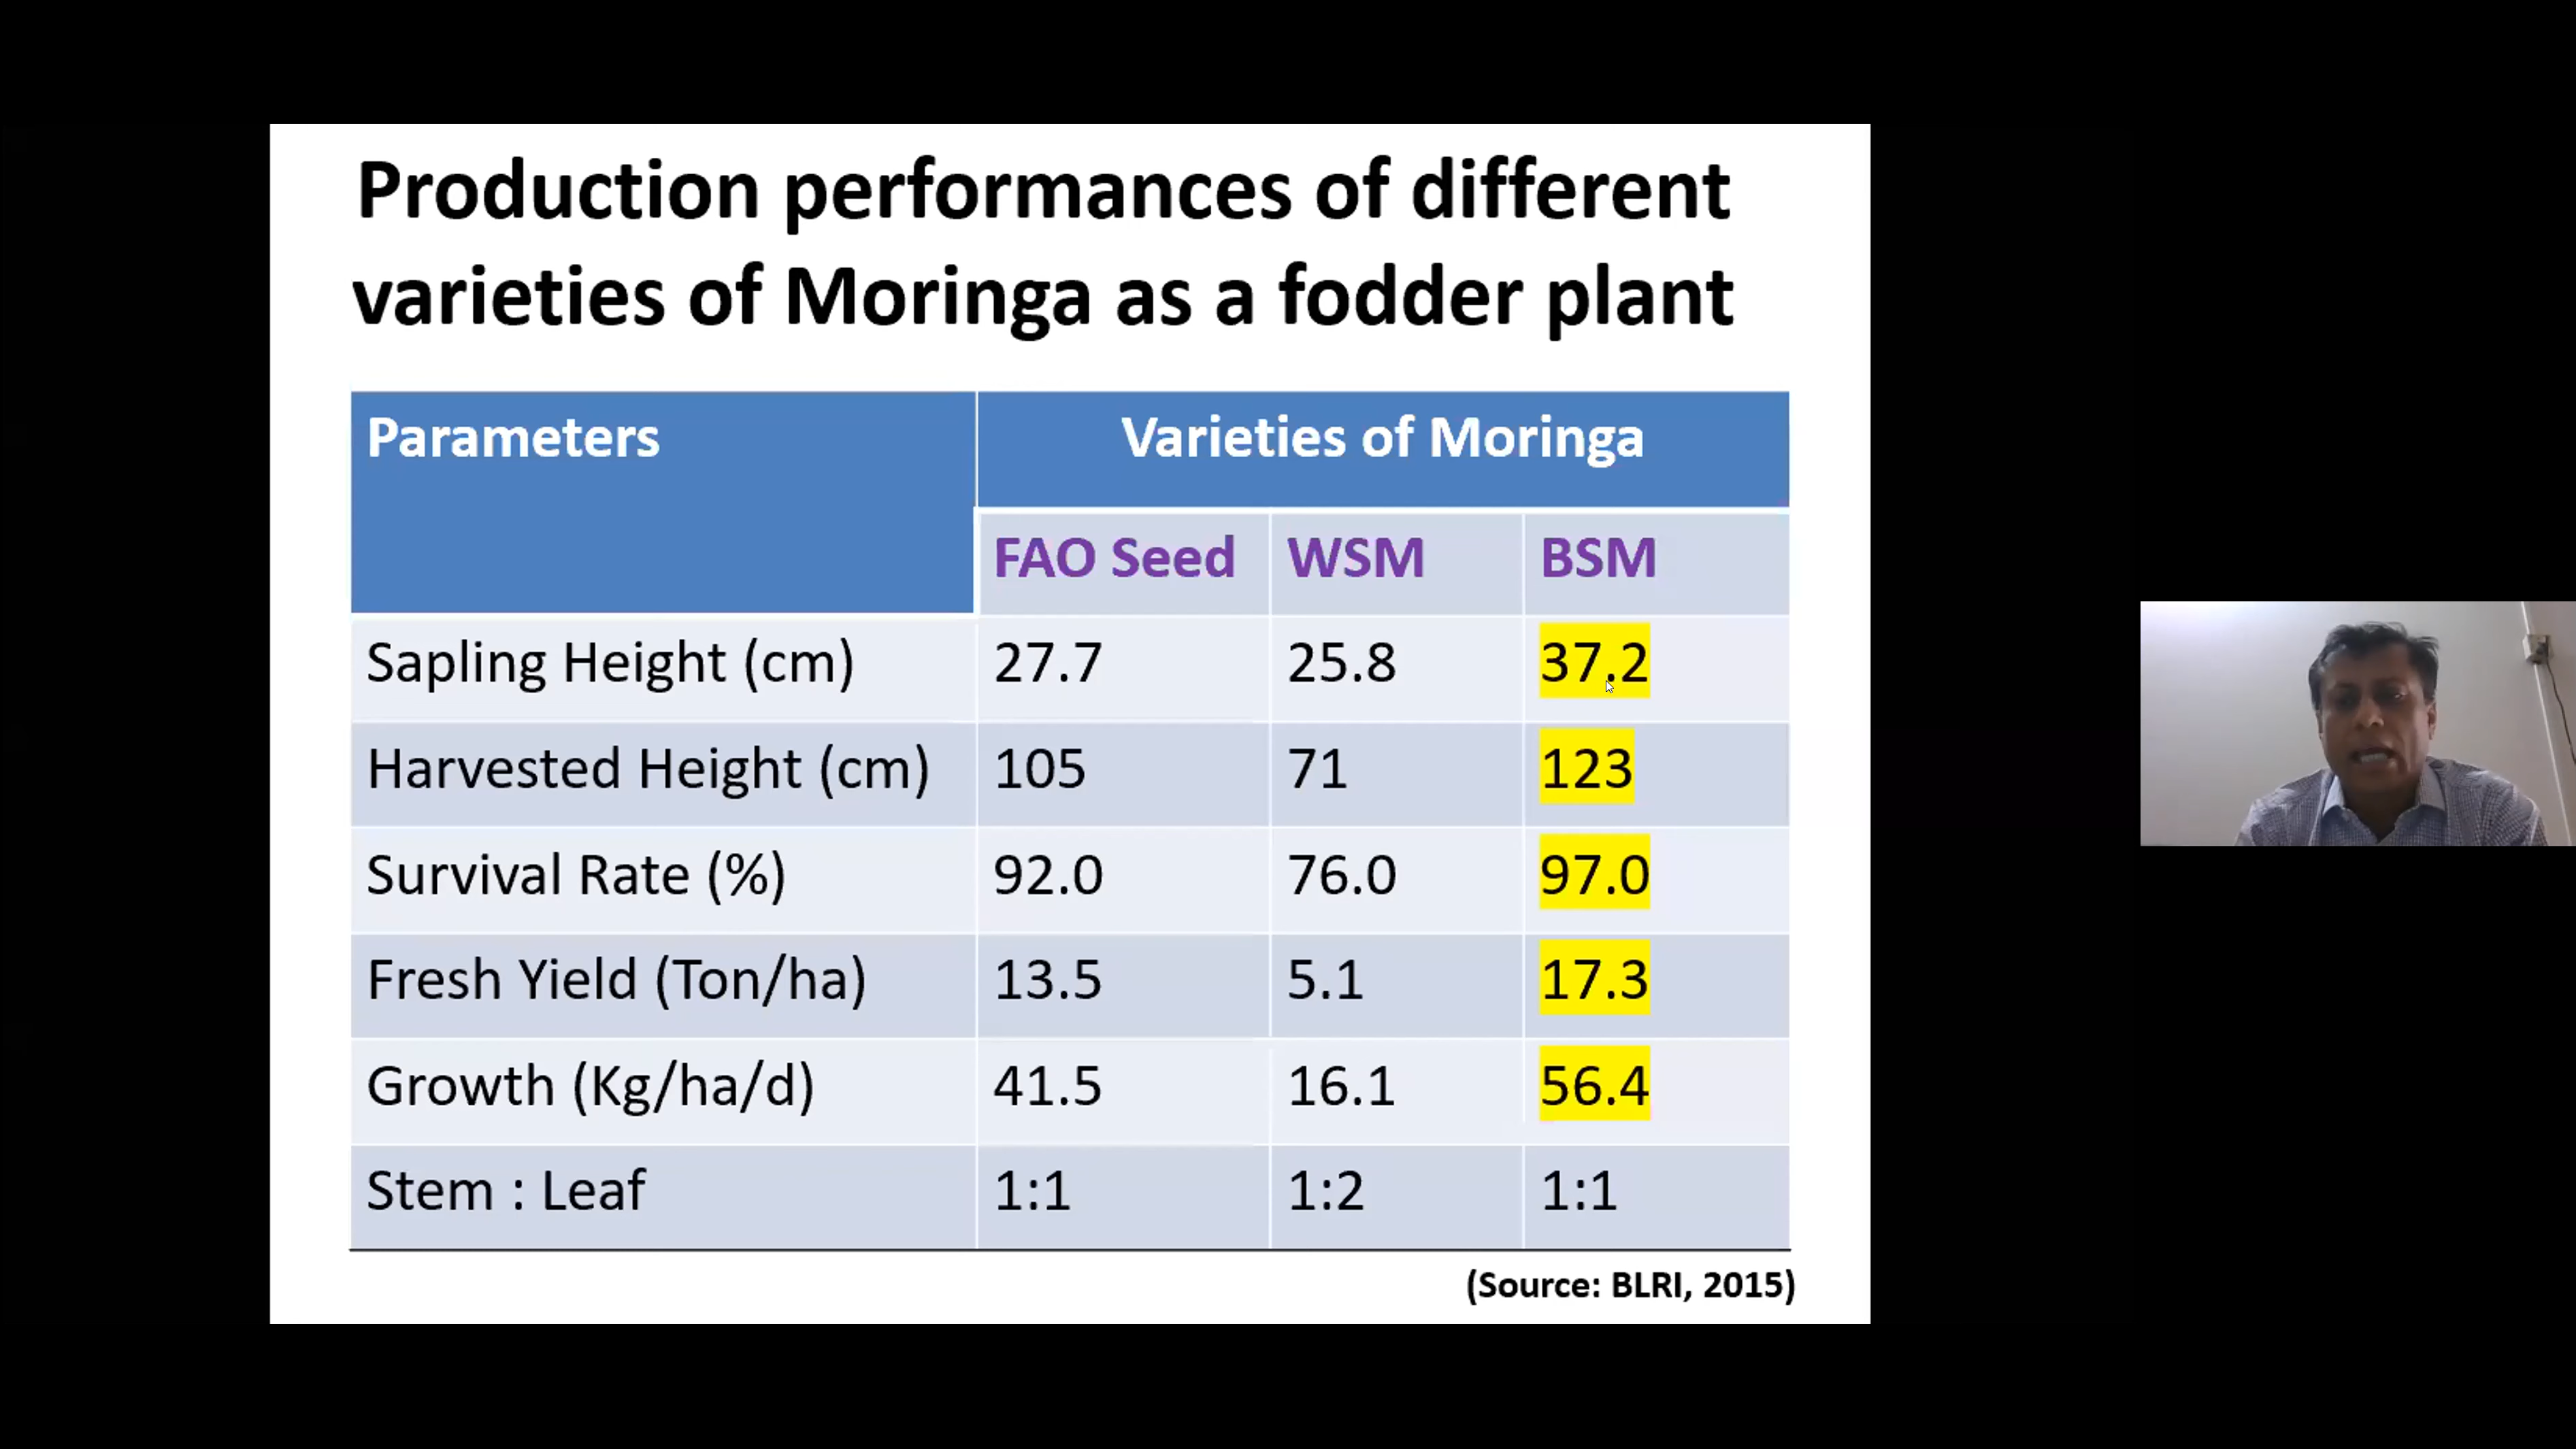 Production performances of different
varieties of Moringa as a fodder plant
Parameters Varieties of Moringa
FAO Seed WSM BSM
Sapling Height (cm) 27.7 25.8 37.2
Harvested Height (cm) 105 71 123
Survival Rate (%) 92.0 76.0 97.0
Fresh Yield (Ton/ha) 13.5 5.1 17.3
Growth (Kg/ha/d) 41.5 16.1 56.4
Stem : Leaf 1:1 1:2 1:1
(Source: BLRI, 2015)